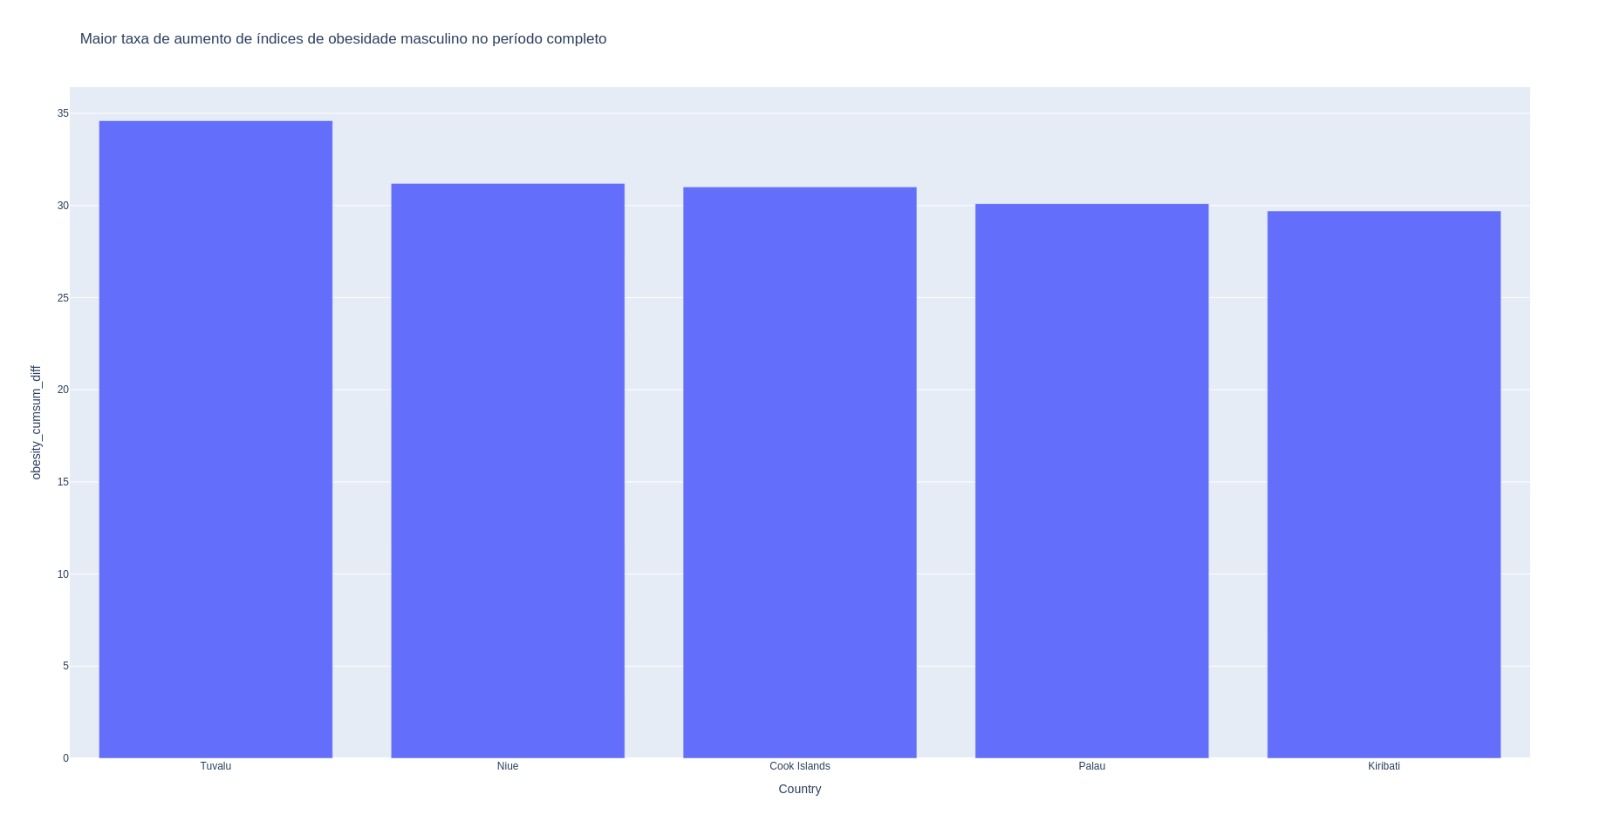 Maior taxa de aumento de índices de obesidade masculino no período completo
35
30
25
20
15
10
5
0
obesity_cumsum_diff
Tuvalu
Niue
Cook Islands
Palau
Kiribati
Country